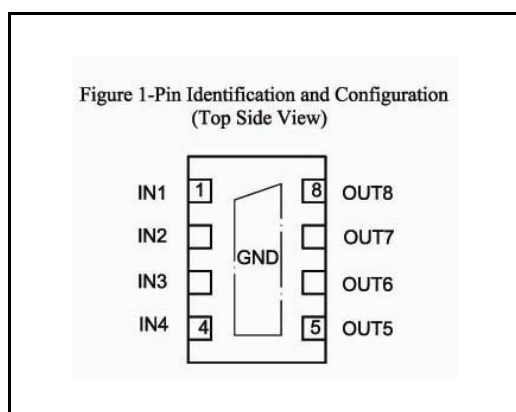 Figure 1-Pin Identification and Configuration
(Top Side View)
IN1 1 8 OUT8
IN2 OUT7
GND
IN3 OUT6
IN4 4 5 OUT5